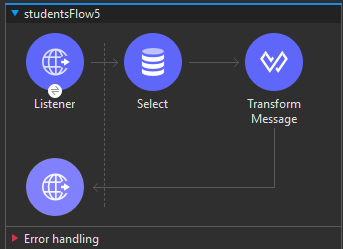 studentsFlow5
Listener
Select
Transform
Message
Error handling